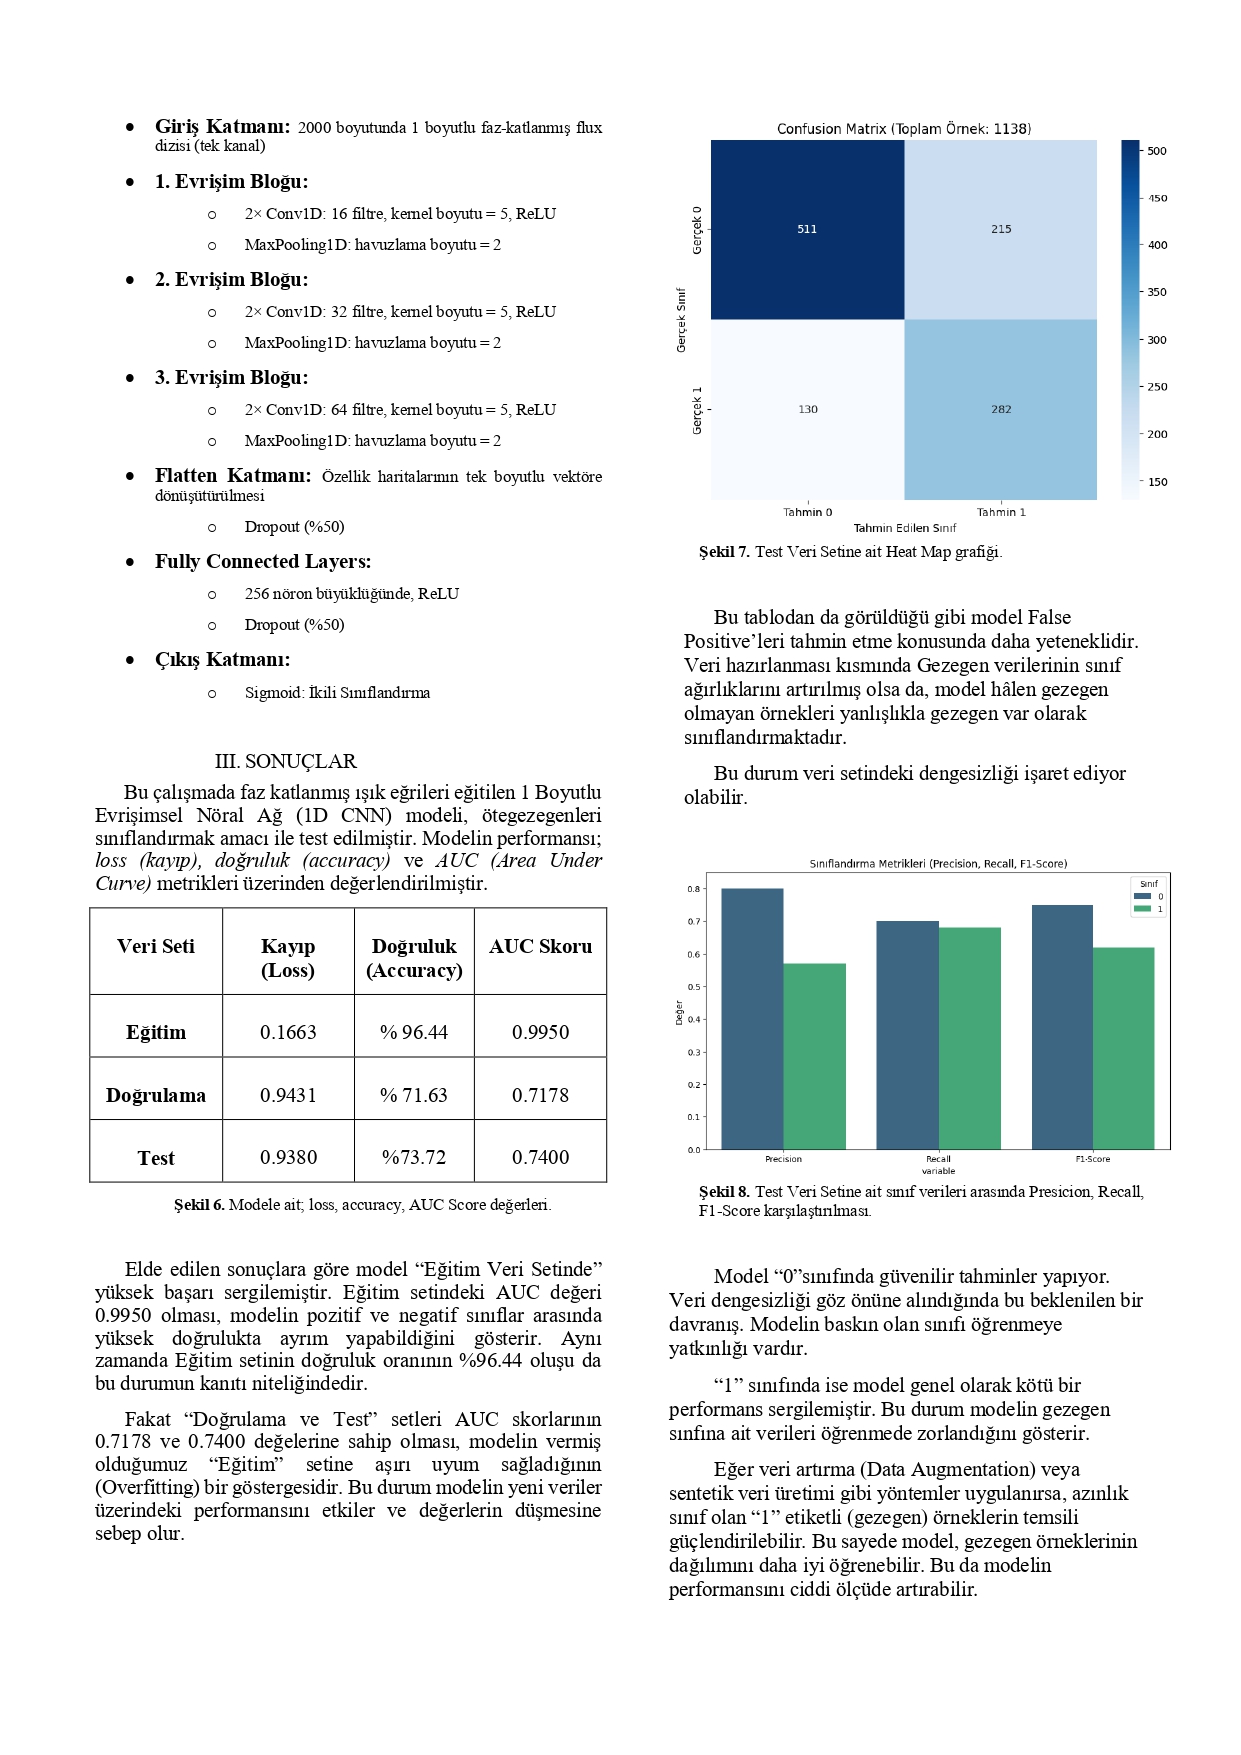 • Giriş Katmanı: 2000 boyutunda 1 boyutlu faz-katlanmış flux
dizisi (tek kanal)
• 1. Evrişim Bloğu:
o 2× Conv1D: 16 filtre, kernel boyutu = 5, ReLU
o MaxPooling1D: havuzlama boyutu = 2
• 2. Evrişim Bloğu:
o 2× Conv1D: 32 filtre, kernel boyutu = 5, ReLU
o MaxPooling1D: havuzlama boyutu = 2
• 3. Evrişim Bloğu:
o 2× Conv1D: 64 filtre, kernel boyutu = 5, ReLU
o MaxPooling1D: havuzlama boyutu = 2
• Flatten Katmanı: Özellik haritalarının tek boyutlu vektöre
dönüşütürülmesi
o Dropout (%50)
• Fully Connected Layers:
o 256 nöron büyüklüğünde, ReLU
o Dropout (%50)
• Çıkış Katmanı:
o Sigmoid: İkili Sınıflandırma
III. SONUÇLAR
Bu çalışmada faz katlanmış ışık eğrileri eğitilen 1 Boyutlu
Evrişimsel Nöral Ağ (1D CNN) modeli, ötegezegenleri
sınıflandırmak amacı ile test edilmiştir. Modelin performansı;
loss (kayıp), doğruluk (accuracy) ve AUC (Area Under
Curve) metrikleri üzerinden değerlendirilmiştir.
Veri Seti Kayıp Doğruluk AUC Skoru
(Loss) (Accuracy)
Eğitim 0.1663 % 96.44 0.9950
Doğrulama 0.9431 % 71.63 0.7178
Test 0.9380 %73.72 0.7400
Şekil 6. Modele ait; loss, accuracy, AUC Score değerleri.
Elde edilen sonuçlara göre model “Eğitim Veri Setinde”
yüksek başarı sergilemiştir. Eğitim setindeki AUC değeri
0.9950 olması, modelin pozitif ve negatif sınıflar arasında
yüksek doğrulukta ayrım yapabildiğini gösterir. Aynı
zamanda Eğitim setinin doğruluk oranının %96.44 oluşu da
bu durumun kanıtı niteliğindedir.
Fakat “Doğrulama ve Test” setleri AUC skorlarının
0.7178 ve 0.7400 değelerine sahip olması, modelin vermiş
olduğumuz “Eğitim” setine aşırı uyum sağladığının
(Overfitting) bir göstergesidir. Bu durum modelin yeni veriler
üzerindeki performansını etkiler ve değerlerin düşmesine
sebep olur.
Confusion Matrix (Toplam Örnek: 1138)
Gerçek Sınıf
Gerçek 0
511 215
Gerçek 1
130 282
Tahmin 0 Tahmin 1
Tahmin Edilen Sınıf
500
450
400
350
300
250
200
150
Şekil 7. Test Veri Setine ait Heat Map grafiği.
Bu tablodan da görüldüğü gibi model False
Positive’leri tahmin etme konusunda daha yeteneklidir.
Veri hazırlanması kısmında Gezegen verilerinin sınıf
ağırlıklarını artırılmış olsa da, model hâlen gezegen
olmayan örnekleri yanlışlıkla gezegen var olarak
sınıflandırmaktadır.
Bu durum veri setindeki dengesizliği işaret ediyor
olabilir.
Sınıflandırma Metrikleri (Precision, Recall, F1-Score)
Sınıf
0
1
Değer
0.8
0.7
0.6
0.5
0.4
0.3
0.2
0.1
0.0
Precision Recall F1-Score
variable
Şekil 8. Test Veri Setine ait sınıf verileri arasında Presicion, Recall,
F1-Score karşılaştırılması.
Model “0”sınıfında güvenilir tahminler yapıyor.
Veri dengesizliği göz önüne alındığında bu beklenilen bir
davranış. Modelin baskın olan sınıfı öğrenmeye
yatkınlığı vardır.
“1” sınıfında ise model genel olarak kötü bir
performans sergilemiştir. Bu durum modelin gezegen
sınfına ait verileri öğrenmede zorlandığını gösterir.
Eğer veri artırma (Data Augmentation) veya
sentetik veri üretimi gibi yöntemler uygulanırsa, azınlık
sınıf olan “1” etiketli (gezegen) örneklerin temsili
güçlendirilebilir. Bu sayede model, gezegen örneklerinin
dağılımını daha iyi öğrenebilir. Bu da modelin
performansını ciddi ölçüde artırabilir.